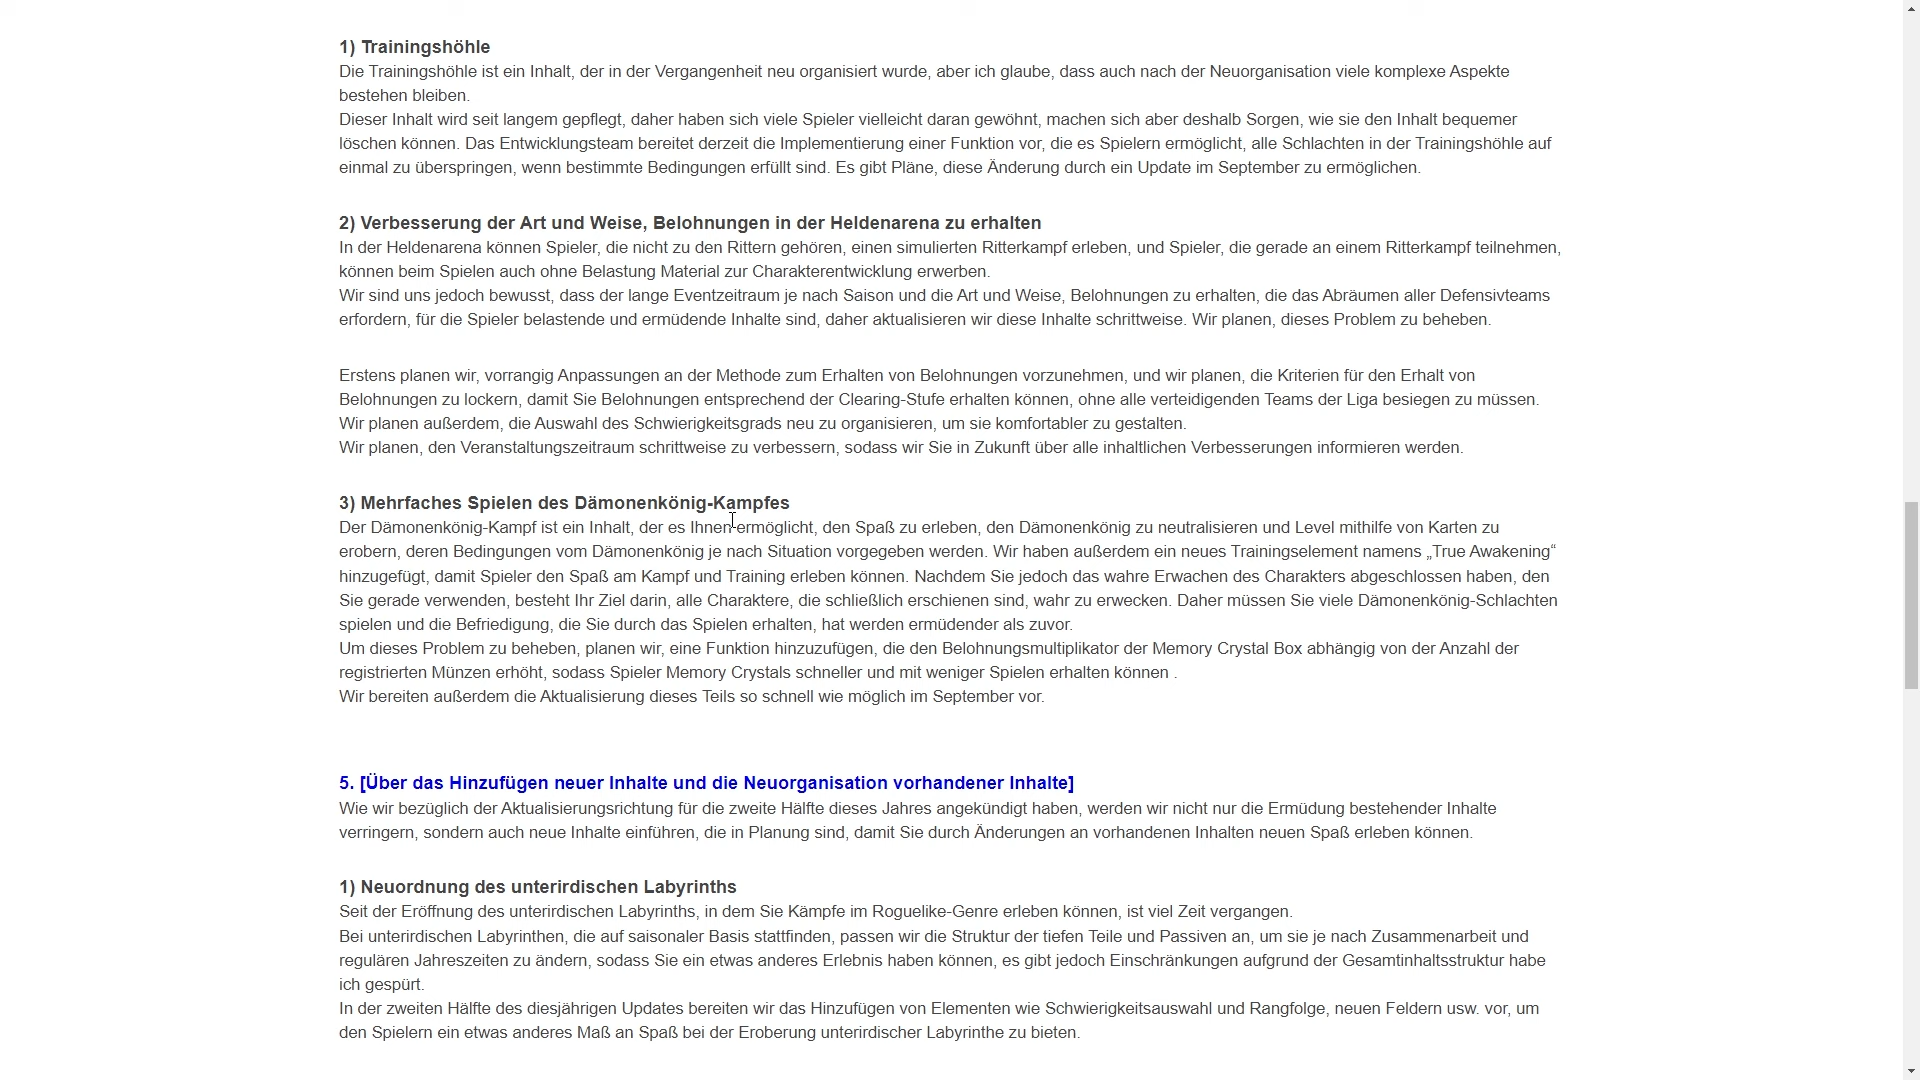 1) Trainingshöhle
Die Trainingshöhle ist ein Inhalt, der in der Vergangenheit neu organisiert wurde, aber ich glaube, dass auch nach der Neuorganisation viele komplexe Aspekte
bestehen bleiben.
Dieser Inhalt wird seit langem gepflegt, daher haben sich viele Spieler vielleicht daran gewöhnt, machen sich aber deshalb Sorgen, wie sie den Inhalt bequemer
löschen können. Das Entwicklungsteam bereitet derzeit die Implementierung einer Funktion vor, die es Spielern ermöglicht, alle Schlachten in der Trainingshöhle auf
einmal zu überspringen, wenn bestimmte Bedingungen erfüllt sind. Es gibt Pläne, diese Änderung durch ein Update im September zu ermöglichen.
2) Verbesserung der Art und Weise, Belohnungen in der Heldenarena zu erhalten
In der Heldenarena können Spieler, die nicht zu den Rittern gehören, einen simulierten Ritterkampf erleben, und Spieler, die gerade an einem Ritterkampf teilnehmen,
können beim Spielen auch ohne Belastung Material zur Charakterentwicklung erwerben.
Wir sind uns jedoch bewusst, dass der lange Eventzeitraum je nach Saison und die Art und Weise, Belohnungen zu erhalten, die das Abräumen aller Defensivteams
erfordern, für die Spieler belastende und ermüdende Inhalte sind, daher aktualisieren wir diese Inhalte schrittweise. Wir planen, dieses Problem zu beheben.
Erstens planen wir, vorrangig Anpassungen an der Methode zum Erhalten von Belohnungen vorzunehmen, und wir planen, die Kriterien für den Erhalt von
Belohnungen zu lockern, damit Sie Belohnungen entsprechend der Clearing-Stufe erhalten können, ohne alle verteidigenden Teams der Liga besiegen zu müssen.
Wir planen außerdem, die Auswahl des Schwierigkeitsgrads neu zu organisieren, um sie komfortabler zu gestalten.
Wir planen, den Veranstaltungszeitraum schrittweise zu verbessern, sodass wir Sie in Zukunft über alle inhaltlichen Verbesserungen informieren werden.
3) Mehrfaches Spielen des Dämonenkönig-Kampfes
Der Dämonenkönig-Kampf ist ein Inhalt, der es Ihnen ermöglicht, den Spaß zu erleben, den Dämonenkönig zu neutralisieren und Level mithilfe von Karten zu
erobern, deren Bedingungen vom Dämonenkönig je nach Situation vorgegeben werden. Wir haben außerdem ein neues Trainingselement namens „True Awakening“
hinzugefügt, damit Spieler den Spaß am Kampf und Training erleben können. Nachdem Sie jedoch das wahre Erwachen des Charakters abgeschlossen haben, den
Sie gerade verwenden, besteht Ihr Ziel darin, alle Charaktere, die schließlich erschienen sind, wahr zu erwecken. Daher müssen Sie viele Dämonenkönig-Schlachten
spielen und die Befriedigung, die Sie durch das Spielen erhalten, hat werden ermüdender als zuvor.
Um dieses Problem zu beheben, planen wir, eine Funktion hinzuzufügen, die den Belohnungsmultiplikator der Memory Crystal Box abhängig von der Anzahl der
registrierten Münzen erhöht, sodass Spieler Memory Crystals schneller und mit weniger Spielen erhalten können .
Wir bereiten außerdem die Aktualisierung dieses Teils so schnell wie möglich im September vor.
5. [Über das Hinzufügen neuer Inhalte und die Neuorganisation vorhandener Inhalte]
Wie wir bezüglich der Aktualisierungsrichtung für die zweite Hälfte dieses Jahres angekündigt haben, werden wir nicht nur die Ermüdung bestehender Inhalte
verringern, sondern auch neue Inhalte einführen, die in Planung sind, damit Sie durch Änderungen an vorhandenen Inhalten neuen Spaß erleben können.
1) Neuordnung des unterirdischen Labyrinths
Seit der Eröffnung des unterirdischen Labyrinths, in dem Sie Kämpfe im Roguelike-Genre erleben können, ist viel Zeit vergangen.
Bei unterirdischen Labyrinthen, die auf saisonaler Basis stattfinden, passen wir die Struktur der tiefen Teile und Passiven an, um sie je nach Zusammenarbeit und
regulären Jahreszeiten zu ändern, sodass Sie ein etwas anderes Erlebnis haben können, es gibt jedoch Einschränkungen aufgrund der Gesamtinhaltsstruktur habe
ich gespürt.
In der zweiten Hälfte des diesjährigen Updates bereiten wir das Hinzufügen von Elementen wie Schwierigkeitsauswahl und Rangfolge, neuen Feldern usw. vor, um
den Spielern ein etwas anderes Maß an Spaß bei der Eroberung unterirdischer Labyrinthe zu bieten.